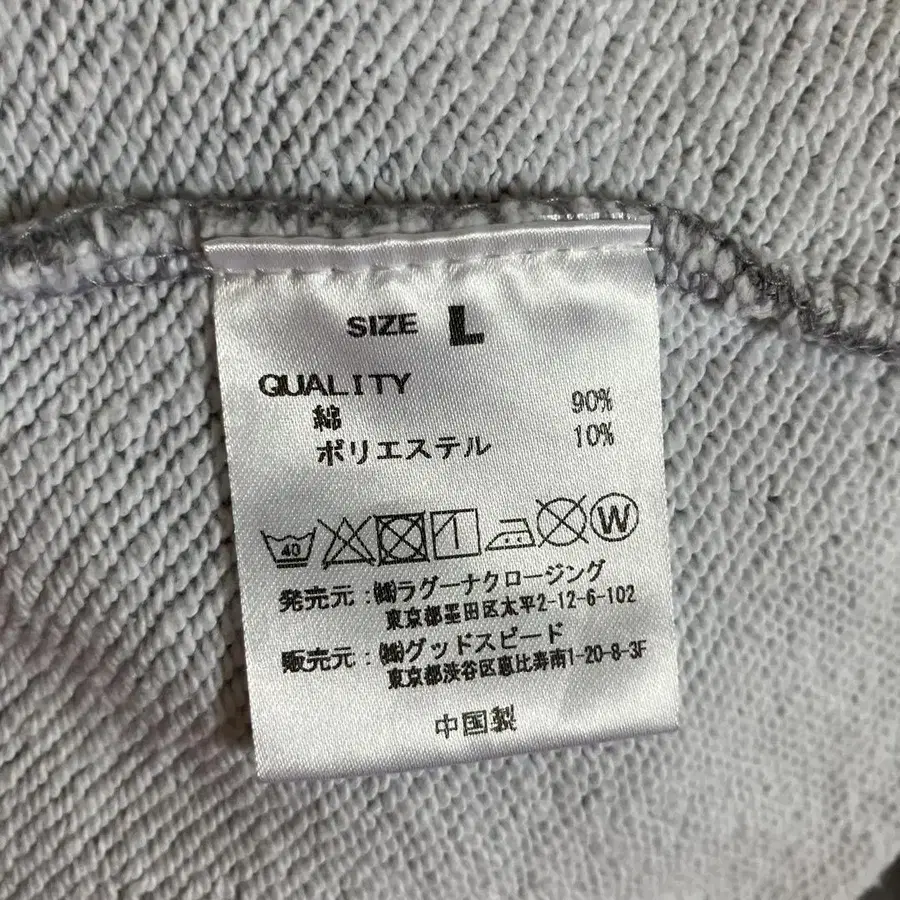 SIZE L
QUALITY
綿 90%
ポリエステル 10%
40 W
発売元：㈱ラグーナクロージング
東京都墨田区太平2-12-6-102
販売元：㈱グッドスピード
東京都渋谷区恵比寿南1-20-8-3F
中国製